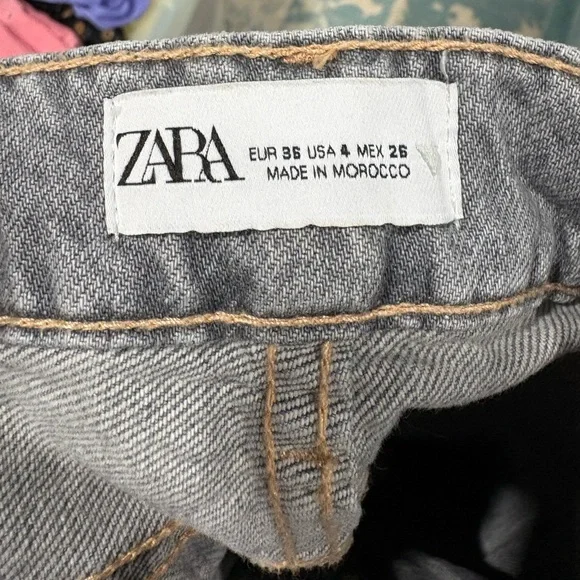 ZARA
EUR 36 USA 4 MEX 26
MADE IN MOROCCO